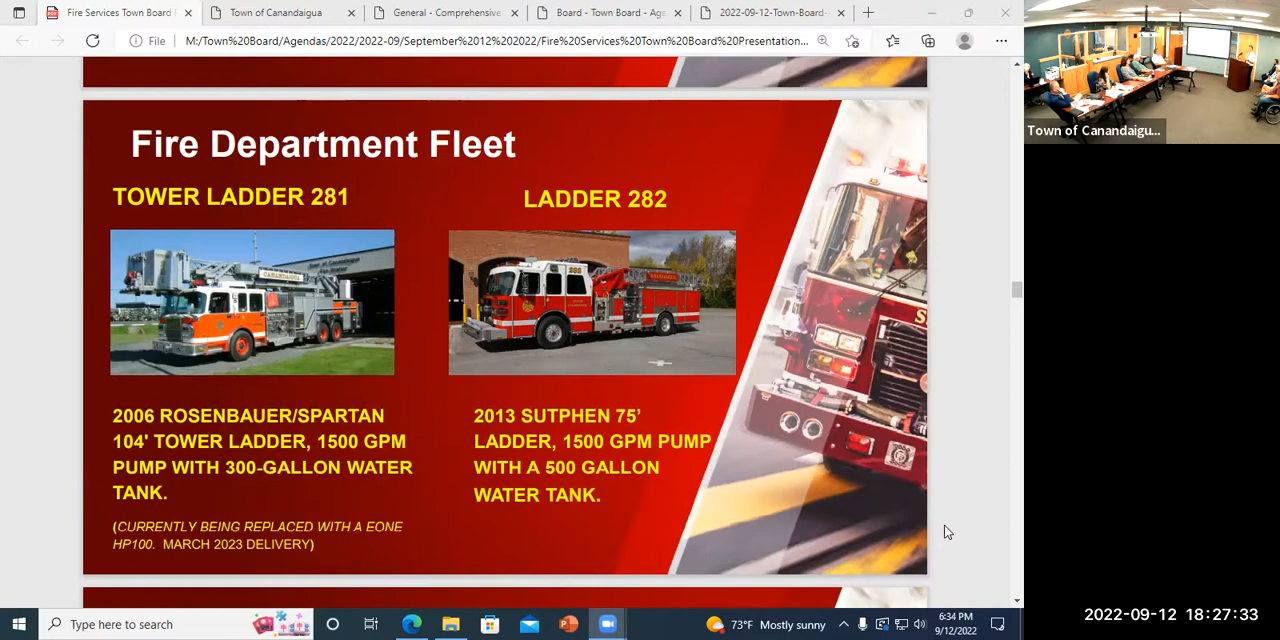 Fire Services Town Board P
Town of Canandaigua
General - Comprehensive
Board - Town Board - Age
2022-09-12-Town-Board-
File
M:/Town%20Board/Agendas/2022/2022-09/September%2012%202022/Fire%20Services%20Town%20Board%20Presentation...
Town of Canandaigu...
Fire Department Fleet
TOWER LADDER 281
LADDER 282
CANANDAIGUA
282
2006 ROSENBAUER/SPARTAN
104' TOWER LADDER, 1500 GPM
PUMP WITH 300-GALLON WATER
TANK.
(CURRENTLY BEING REPLACED WITH A EONE
HP100. MARCH 2023 DELIVERY)
2013 SUTPHEN 75’
LADDER, 1500 GPM PUMP
WITH A 500 GALLON
WATER TANK.
Type here to search
73°F Mostly sunny
6:34 PM
9/12/2022
2022-09-12 18:27:33